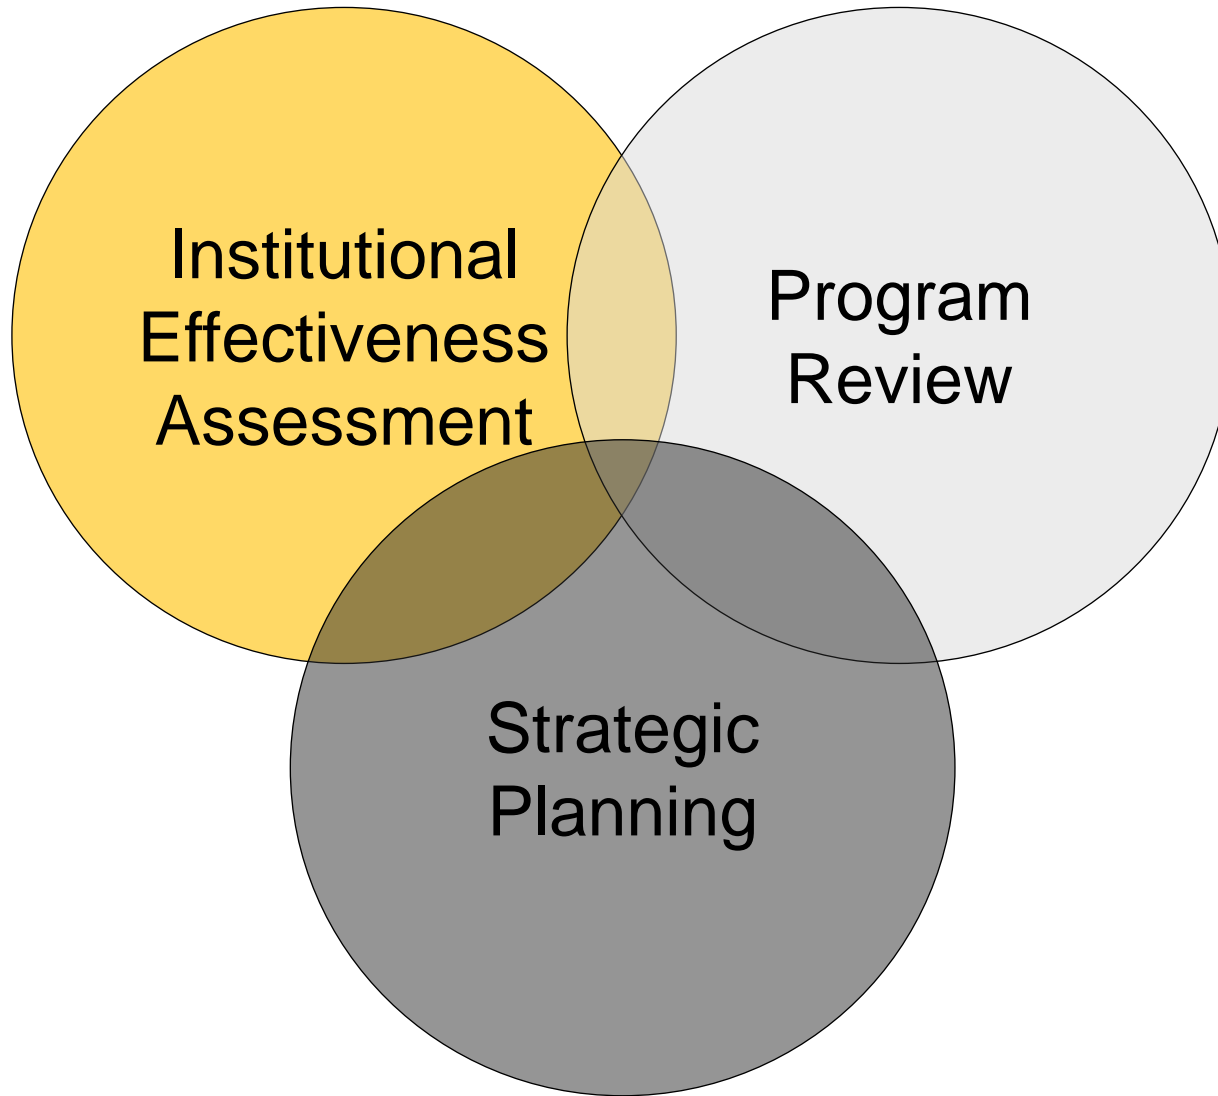 Institutional
Effectiveness
Assessment
Program
Review
Strategic
Planning